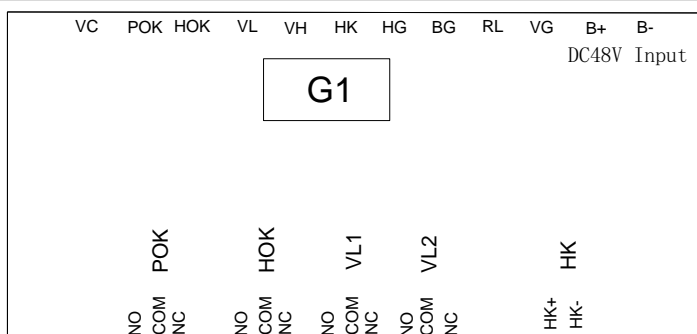 VC POK HOK VL VH HK HG BG RL VG B+ B-
DC48V Input
G1
POK HOK VL1 VL2 HK
NO COM NC NO COM NC NO COM NC NO COM NC HK+ HK-